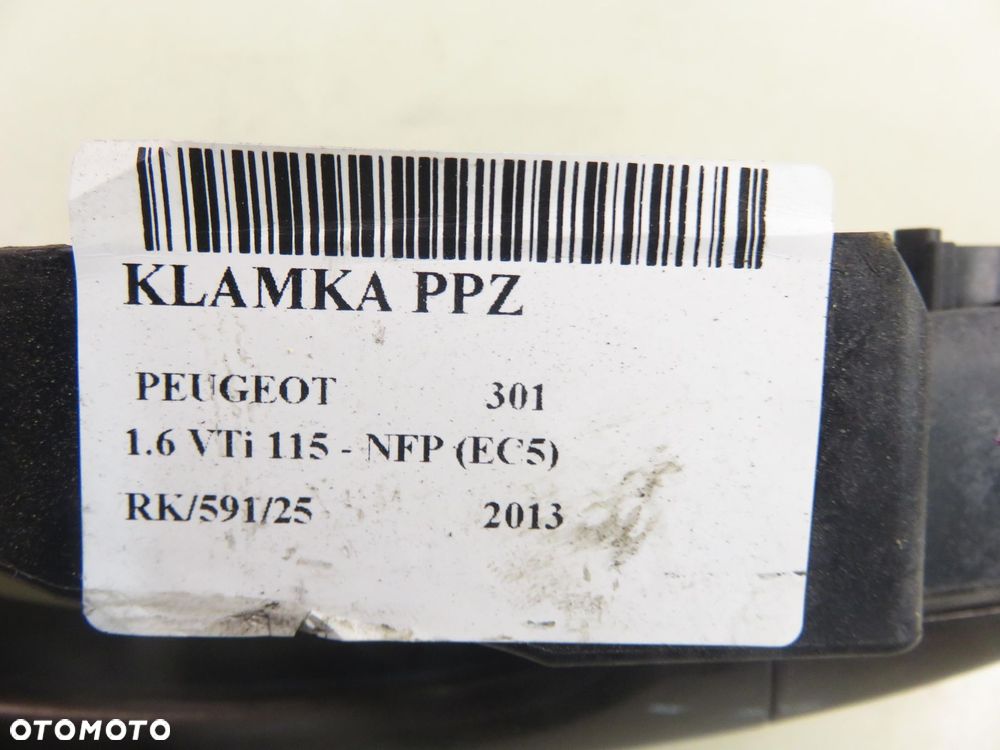 KLAMKA PPZ
PEUGEOT 301
1.6 VTi 115 - NFP (EC5)
RK/591/25 2013
OTOMOTO